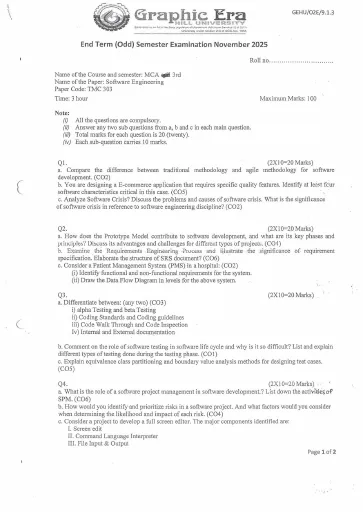 Graphic Era
HILL UNIVERSITY
GEHU/02E/9.1.3
End Term (Odd) Semester Examination November 2025
Roll no..............................
Name of the Course and semester: MCA 3rd
Name of the Paper: Software Engineering
Paper Code: TMC 303
Time: 3 hour Maximum Marks: 100
Note:
(i) All the questions are compulsory.
(ii) Answer any two sub questions from a, b and c in each main question.
(iii) Total marks for each question is 20 (twenty).
(iv) Each sub-question carries 10 marks.
Q1. (2X10=20 Marks)
a. Compare the difference between traditional methodology and agile methodology for software
development. (CO2)
b. You are designing a E-commerce application that requires specific quality features. Identify at least four
software characteristics critical in this case. (CO5)
c. Analyze Software Crisis? Discuss the problems and causes of software crisis. What is the significance
of software crisis in reference to software engineering discipline? (CO2)
Q2. (2X10=20 Marks)
a. How does the Prototype Model contribute to software development, and what are its key phases and
principles? Discuss its advantages and challenges for different types of projects. (CO1)
b. Examine the Requirements Engineering Process and illustrate the significance of requirement
specification. Elaborate the structure of SRS document? (CO6)
c. Consider a Patient Management System (PMS) in a hospital: (CO2)
(i) Identify functional and non-functional requirements for the system.
(ii) Draw the Data Flow Diagram in levels for the above system.
Q3. (2X10=20 Marks)
a. Differentiate between: (any two) (CO3)
i) alpha Testing and beta Testing
ii) Coding Standards and Coding guidelines
iii) Code Walk Through and Code Inspection
iv) Internal and External documentation
b. Comment on the role of software testing in software life cycle and why is it so difficult? List and explain
different types of testing done during the testing phase. (CO1)
c. Explain equivalence class partitioning and boundary value analysis methods for designing test cases.
(CO5)
Q4. (2X10=20 Marks)
a. What is the role of a software project management in software development.? List down the activities of
SPM. (CO6)
b. How would you identify and prioritize risks in a software project. And what factors would you consider
when determining the likelihood and impact of each risk. (CO4)
c. Consider a project to develop a full screen editor. The major components identified are:
I. Screen edit
II. Command Language Interpreter
III. File Input & Output
Page 1 of 2